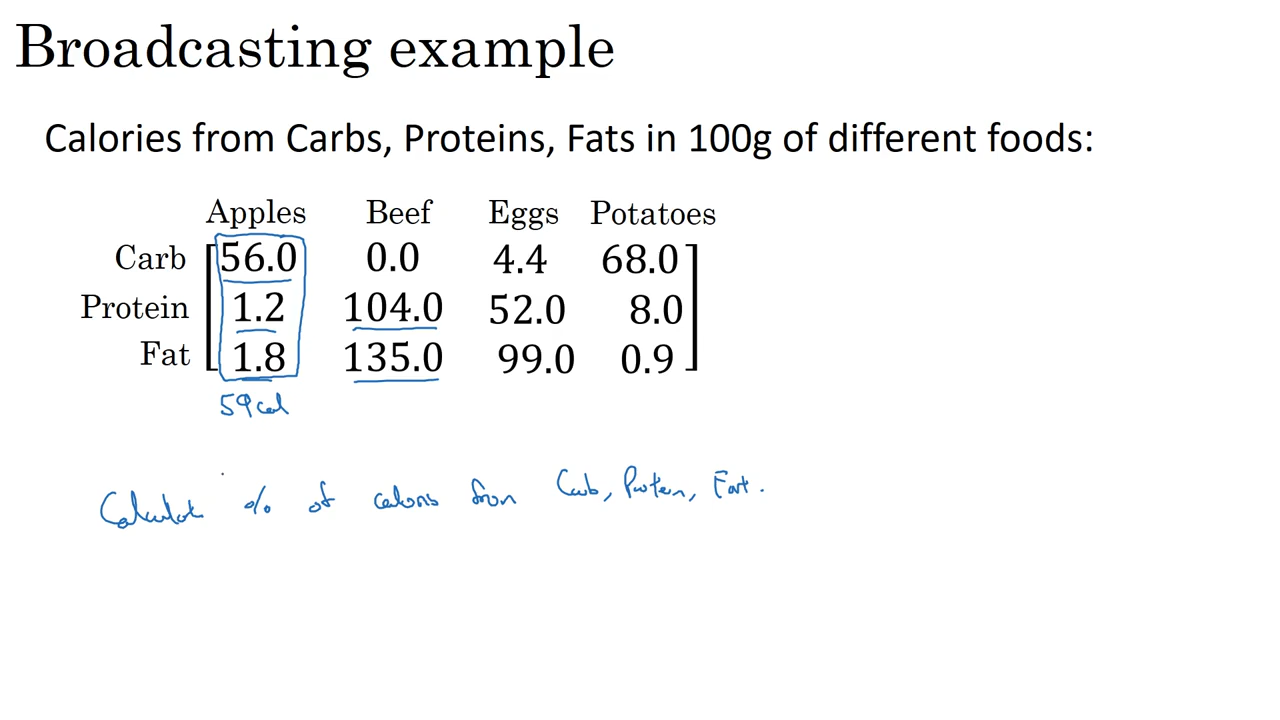 Broadcasting example
Calories from Carbs, Proteins, Fats in 100g of different foods:
Apples Beef Eggs Potatoes
Carb 56.0 0.0 4.4 68.0
Protein 1.2 104.0 52.0 8.0
Fat 1.8 135.0 99.0 0.9
59 cal
Calculate % of calories from Carb, Protein, Fat.